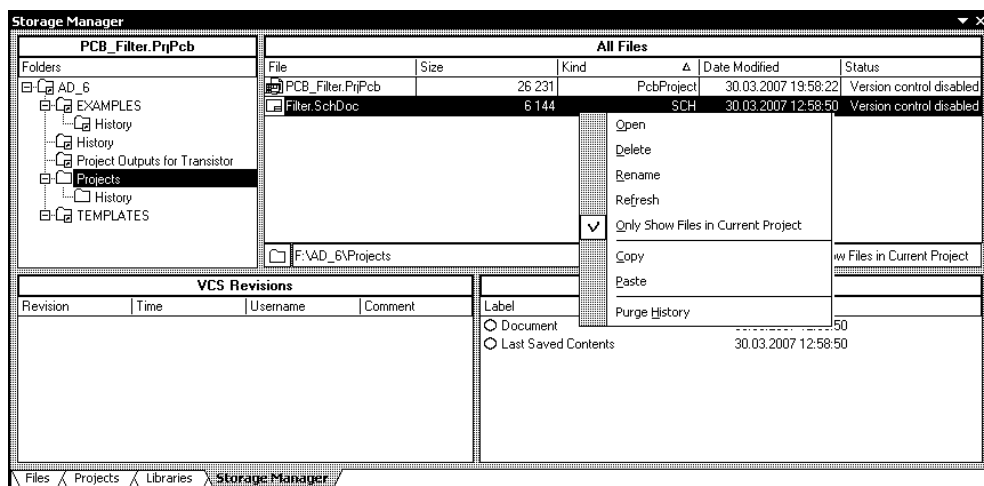 Storage Manager
PCB_Filter.PrjPcb
Folders
AD_6
EXAMPLES
History
History
Project Outputs for Transistor
Projects
History
TEMPLATES
All Files
File Size Kind Date Modified Status
PCB_Filter.PrjPcb 26 231 PcbProject 30.03.2007 19:58:22 Version control disabled
Filter.SchDoc 6 144 SCH 30.03.2007 12:58:50 Version control disabled
Open
Delete
Rename
Refresh
Only Show Files in Current Project
Copy
Paste
Purge History
F:\AD_6\Projects
Files in Current Project
VCS Revisions
Revision Time Username Comment
Label
Document
Last Saved Contents 30.03.2007 12:58:50
Files Projects Libraries Storage Manager